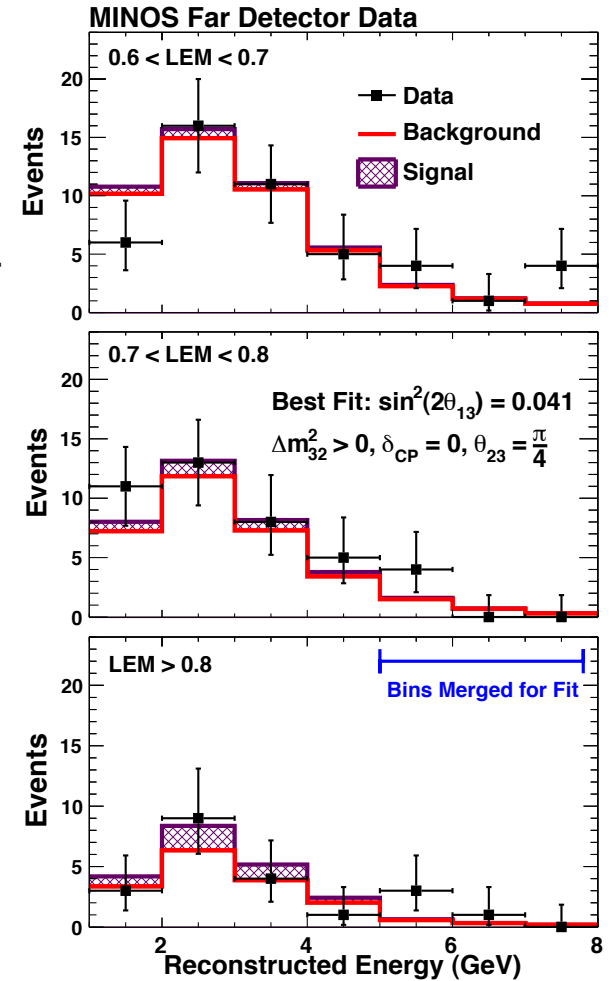 MINOS Far Detector Data
0.6 < LEM < 0.7
Data
Background
Signal
Events
20
15
10
5
0
0.7 < LEM < 0.8
Best Fit: sin²(2θ₁₃) = 0.041
Δm²₃₂ > 0, δ_CP = 0, θ₂₃ = π/4
Events
20
15
10
5
0
LEM > 0.8
Bins Merged for Fit
Events
20
15
10
5
0
2 4 6 8
Reconstructed Energy (GeV)